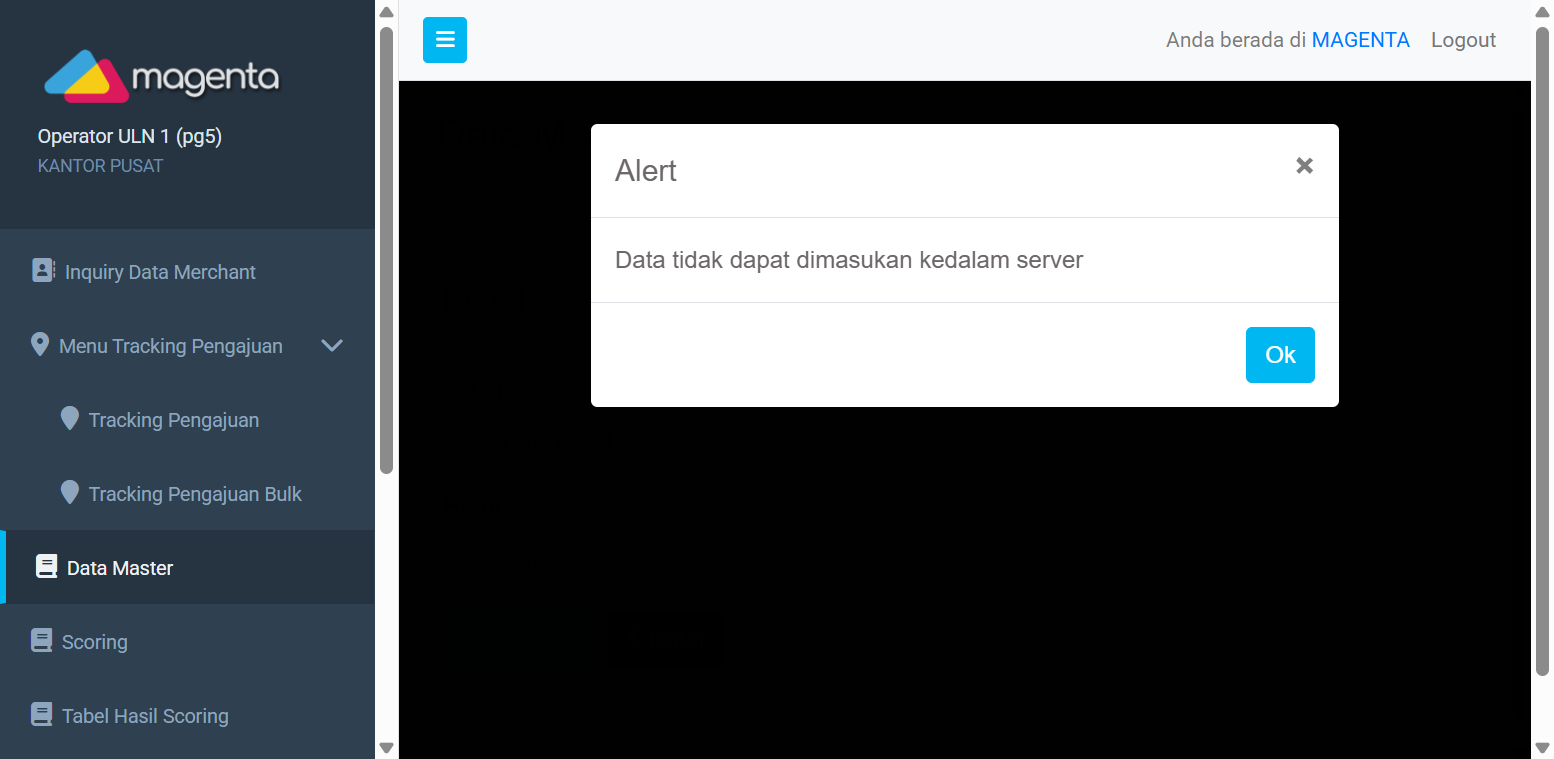 magenta
Operator ULN 1 (pg5)
KANTOR PUSAT
Inquiry Data Merchant
Menu Tracking Pengajuan
Tracking Pengajuan
Tracking Pengajuan Bulk
Data Master
Scoring
Tabel Hasil Scoring
Anda berada di MAGENTA Logout
Alert
Data tidak dapat dimasukan kedalam server
Ok